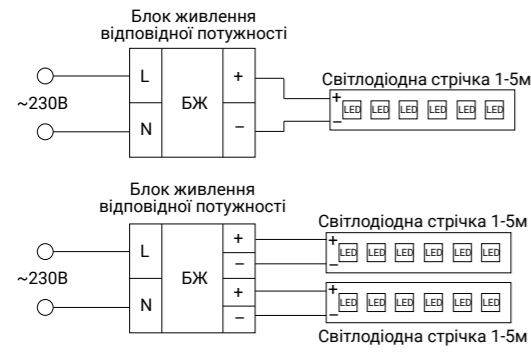 Блок живлення
відповідної потужності
L
+
Світлодіодна стрічка 1-5м
~230В
БЖ
+
LED LED LED LED LED LED
N
–
–
Блок живлення
відповідної потужності
Світлодіодна стрічка 1-5м
L
+
+
LED LED LED LED LED LED
–
–
~230В
БЖ
+
+
LED LED LED LED LED LED
N
–
–
Світлодіодна стрічка 1-5м